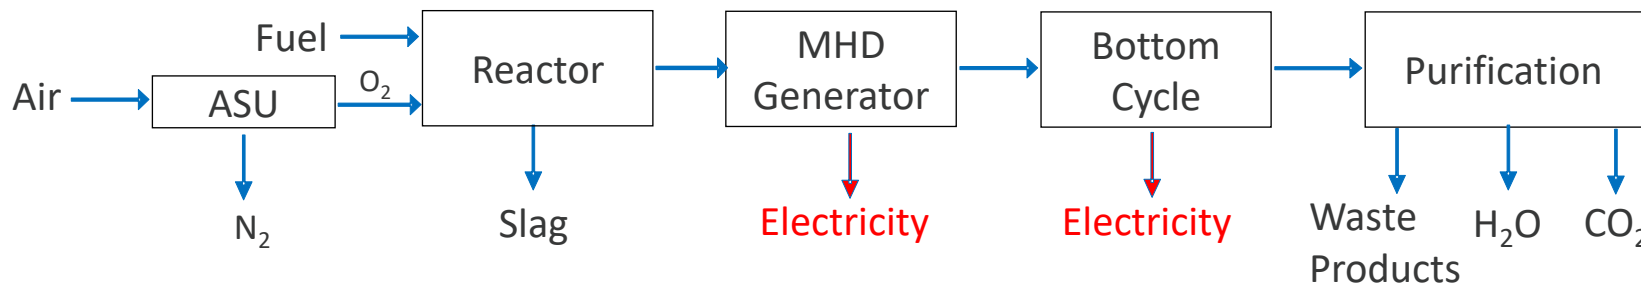 Fuel
Air
ASU
O₂
N₂
Reactor
Slag
MHD
Generator
Electricity
Bottom
Cycle
Electricity
Purification
Waste
Products
H₂O
CO₂